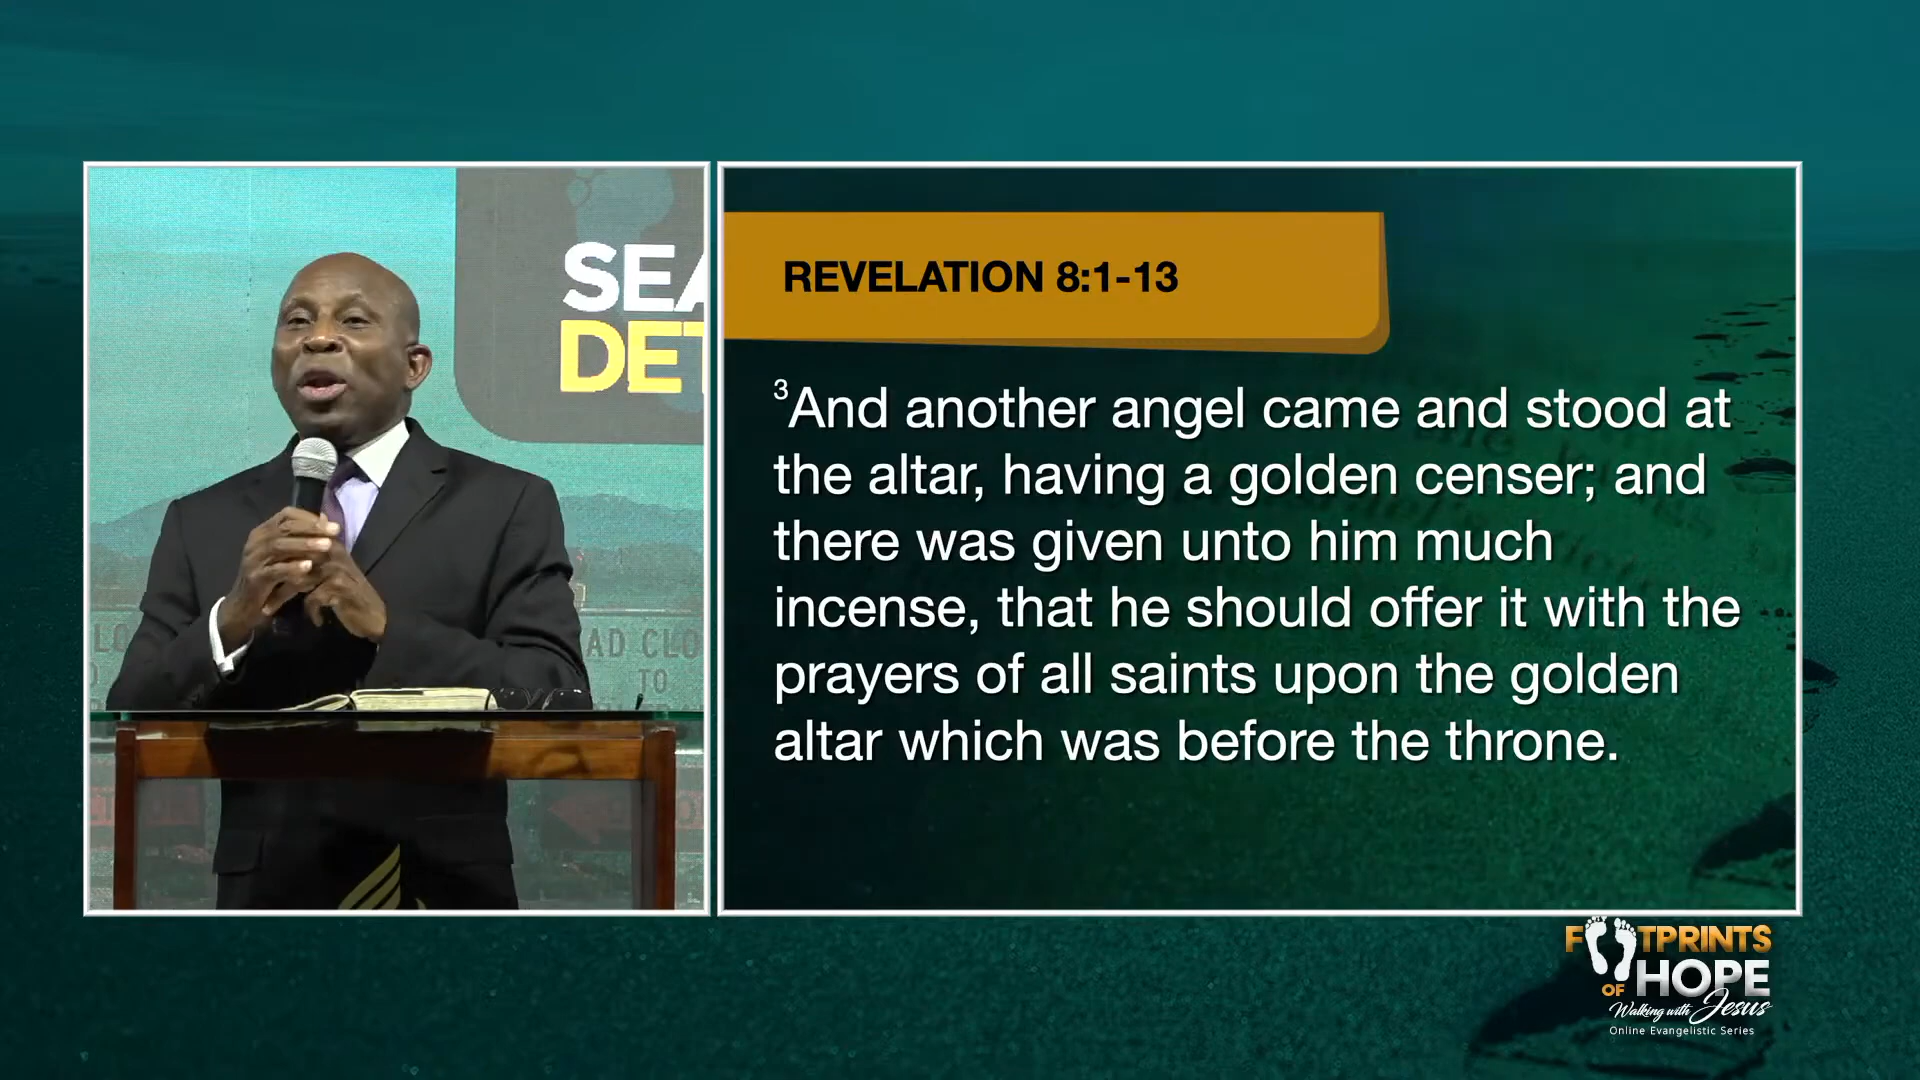 SEA
DET
AD CLO
TO
REVELATION 8:1-13
3And another angel came and stood at
the altar, having a golden censer; and
there was given unto him much
incense, that he should offer it with the
prayers of all saints upon the golden
altar which was before the throne.
FOOTPRINTS
OF HOPE
Walking with Jesus
Online Evangelistic Series